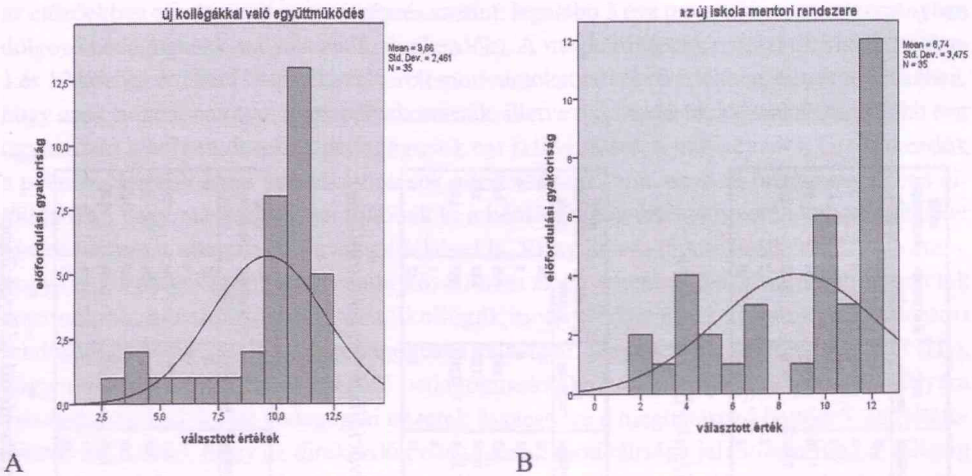 új kollégákkal való együttműködés
Mean = 9,66
Std. Dev. = 2,461
N = 35
előfordulási gyakoriság
12,5
10,0
7,5
5,0
2,5
0,0
2,5 5,0 7,5 10,0 12,5
választott értékek
A
az új iskola mentori rendszere
Mean = 8,74
Std. Dev. = 3,475
N = 35
előfordulási gyakoriság
12
10
8
6
4
2
0
0 2 4 6 8 10 12
választott érték
B